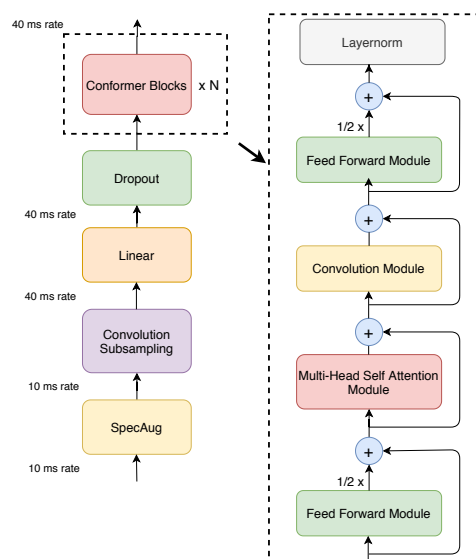 40 ms rate
Conformer Blocks
x N
Dropout
40 ms rate
Linear
40 ms rate
Convolution
Subsampling
10 ms rate
SpecAug
10 ms rate
Layernorm
+
1/2 x
Feed Forward Module
+
Convolution Module
+
Multi-Head Self Attention
Module
+
1/2 x
Feed Forward Module